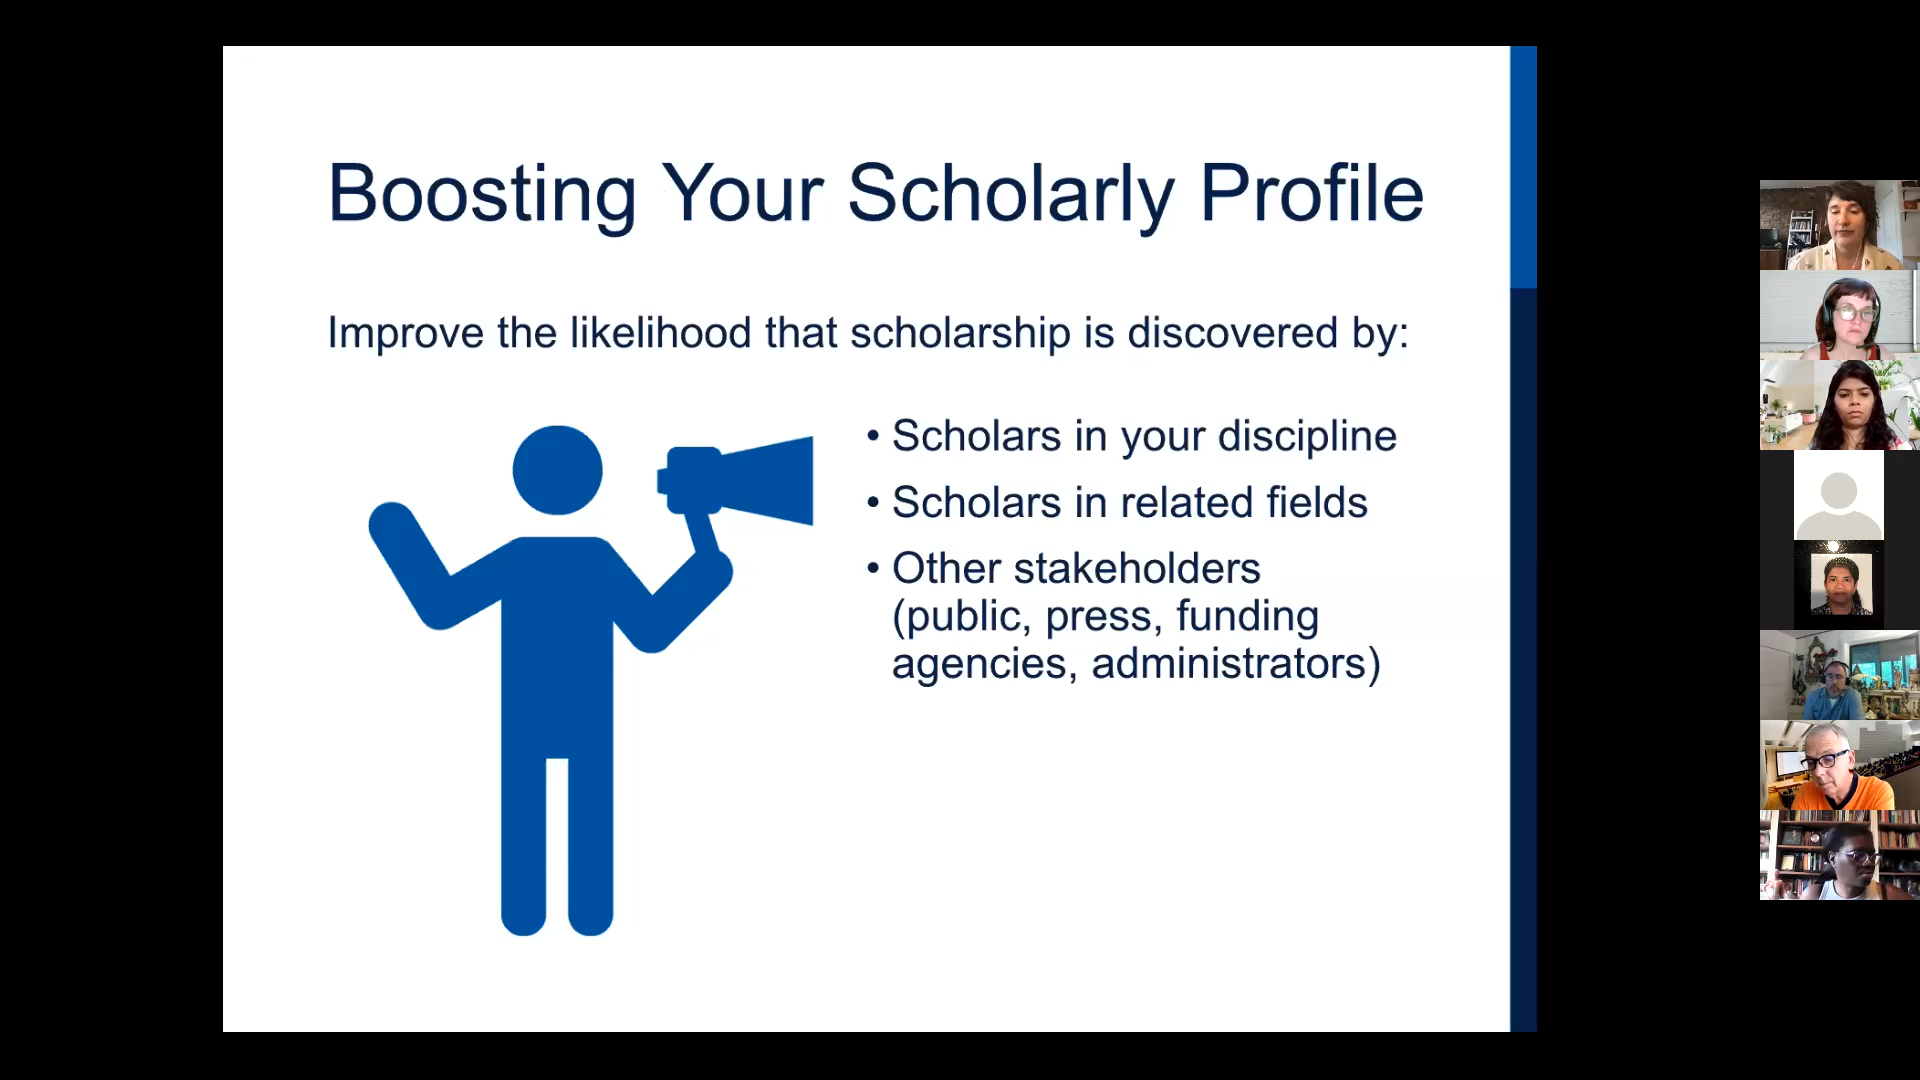 Boosting Your Scholarly Profile
Improve the likelihood that scholarship is discovered by:
• Scholars in your discipline
• Scholars in related fields
• Other stakeholders
(public, press, funding
agencies, administrators)